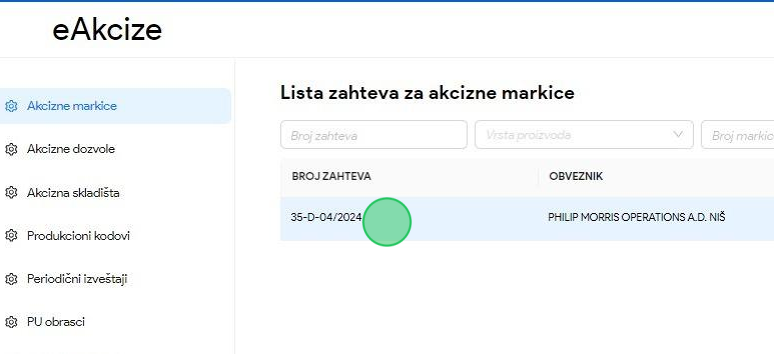 eAkcize
Akcizne markice
Akcizne dozvole
Akcizna skladišta
Produkcioni kodovi
Periodični izveštaji
PU obrasci
Lista zahteva za akcizne markice
Broj zahteva
Vrsta proizvoda
Broj markic
BROJ ZAHTEVA
OBVEZNIK
35-D-04/2024
PHILIP MORRIS OPERATIONS A.D. NIŠ